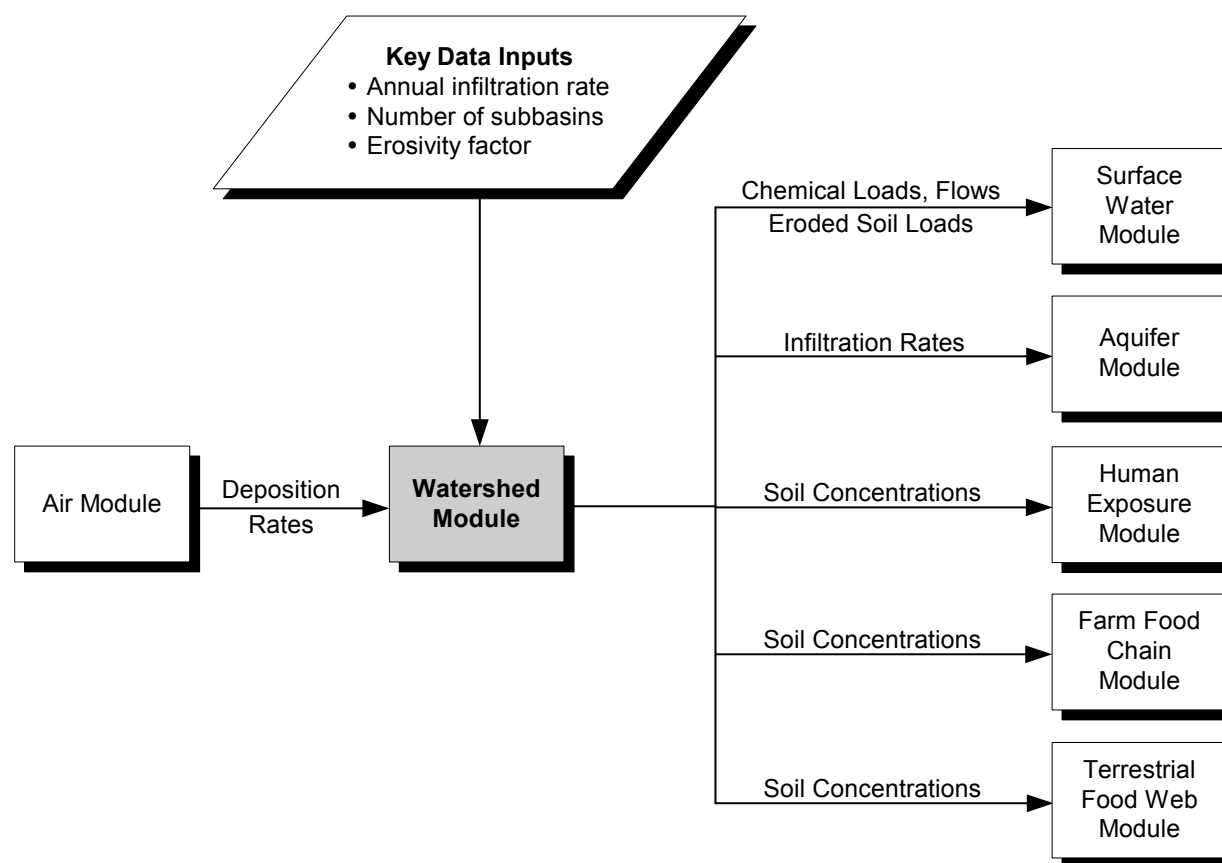 Key Data Inputs
• Annual infiltration rate
• Number of subbasins
• Erosivity factor
Chemical Loads, Flows
Eroded Soil Loads
Surface
Water
Module
Infiltration Rates
Aquifer
Module
Air Module
Deposition
Rates
Watershed
Module
Soil Concentrations
Human
Exposure
Module
Soil Concentrations
Farm Food
Chain
Module
Soil Concentrations
Terrestrial
Food Web
Module